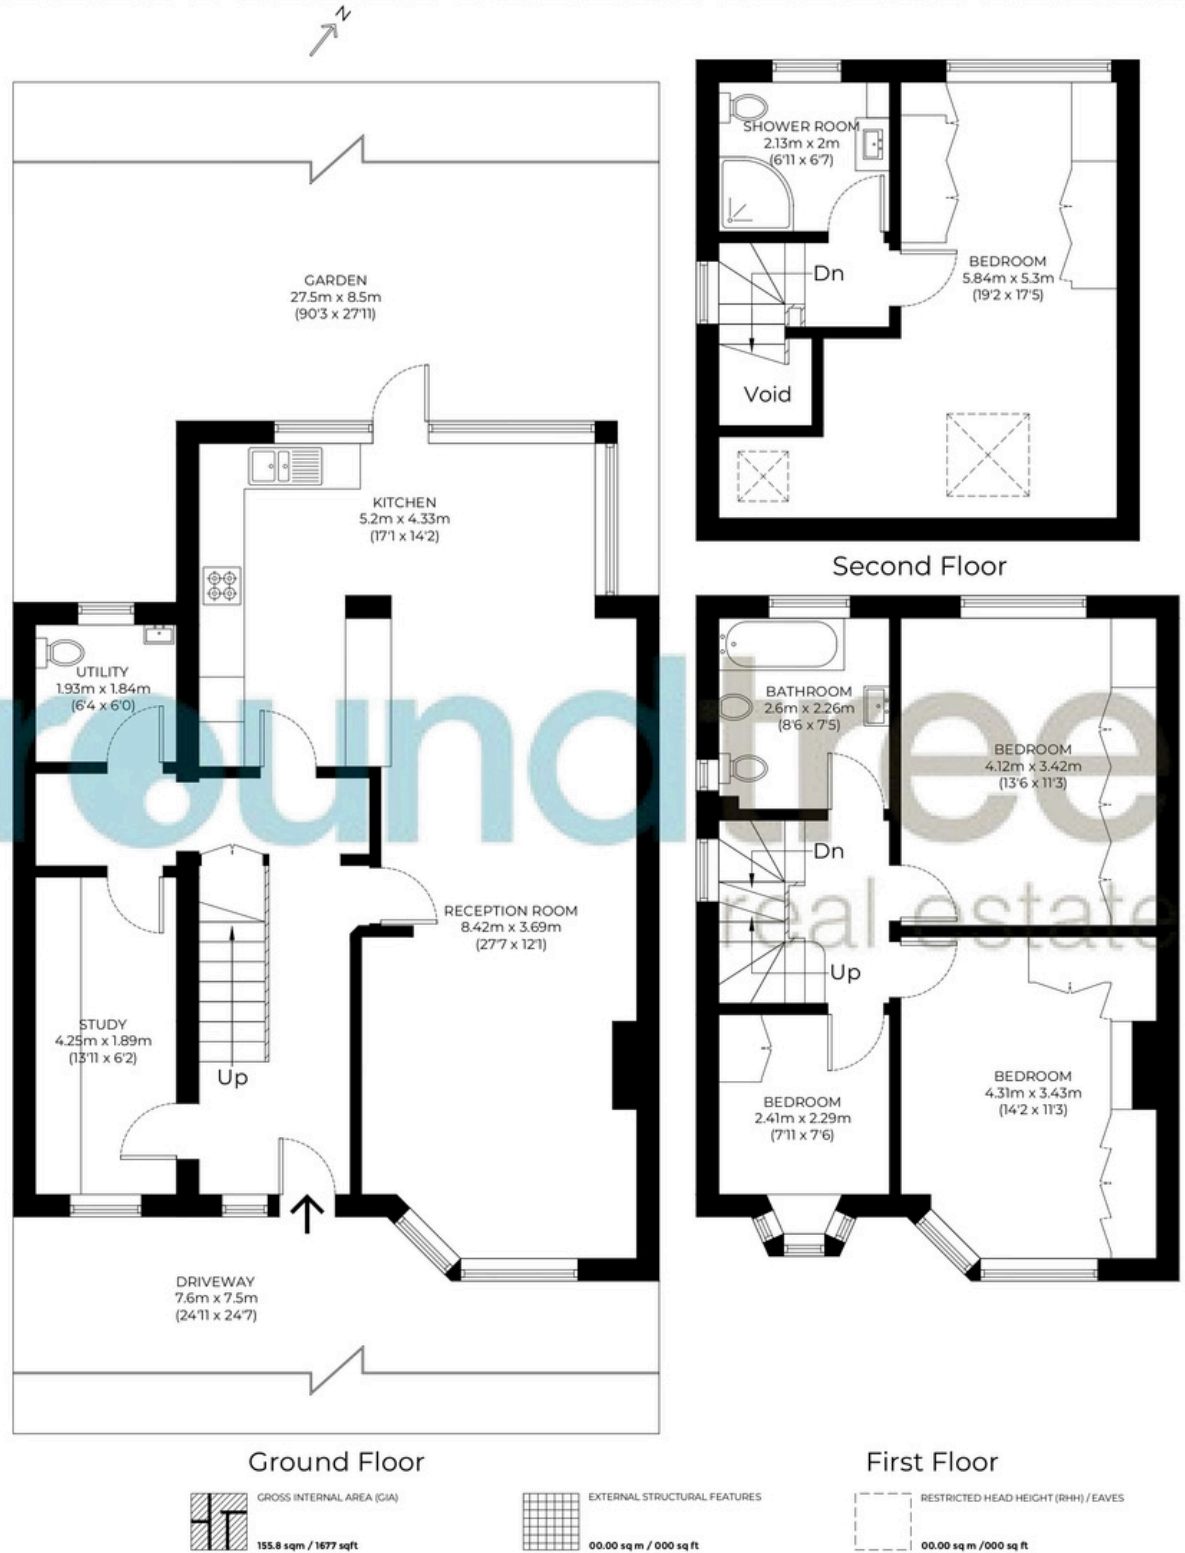 N
GARDEN
27.5m x 8.5m
(90'3 x 27'11)
KITCHEN
5.2m x 4.33m
(17'1 x 14'2)
UTILITY
1.93m x 1.84m
(6'4 x 6'0)
RECEPTION ROOM
8.42m x 3.69m
(27'7 x 12'1)
STUDY
4.25m x 1.89m
(13'11 x 6'2)
Up
DRIVEWAY
7.6m x 7.5m
(24'11 x 24'7)
Ground Floor
SHOWER ROOM
2.13m x 2m
(6'11 x 6'7)
Dn
BEDROOM
5.84m x 5.3m
(19'2 x 17'5)
Void
Second Floor
BATHROOM
2.6m x 2.26m
(8'6 x 7'5)
BEDROOM
4.12m x 3.42m
(13'6 x 11'3)
Dn
Up
BEDROOM
4.31m x 3.43m
(14'2 x 11'3)
BEDROOM
2.41m x 2.29m
(7'11 x 7'6)
First Floor
roundtree
real estate
GROSS INTERNAL AREA (GIA)
155.8 sqm / 1677 sqft
EXTERNAL STRUCTURAL FEATURES
00.00 sq m / 000 sq ft
RESTRICTED HEAD HEIGHT (RHH) / EAVES
00.00 sq m /000 sq ft